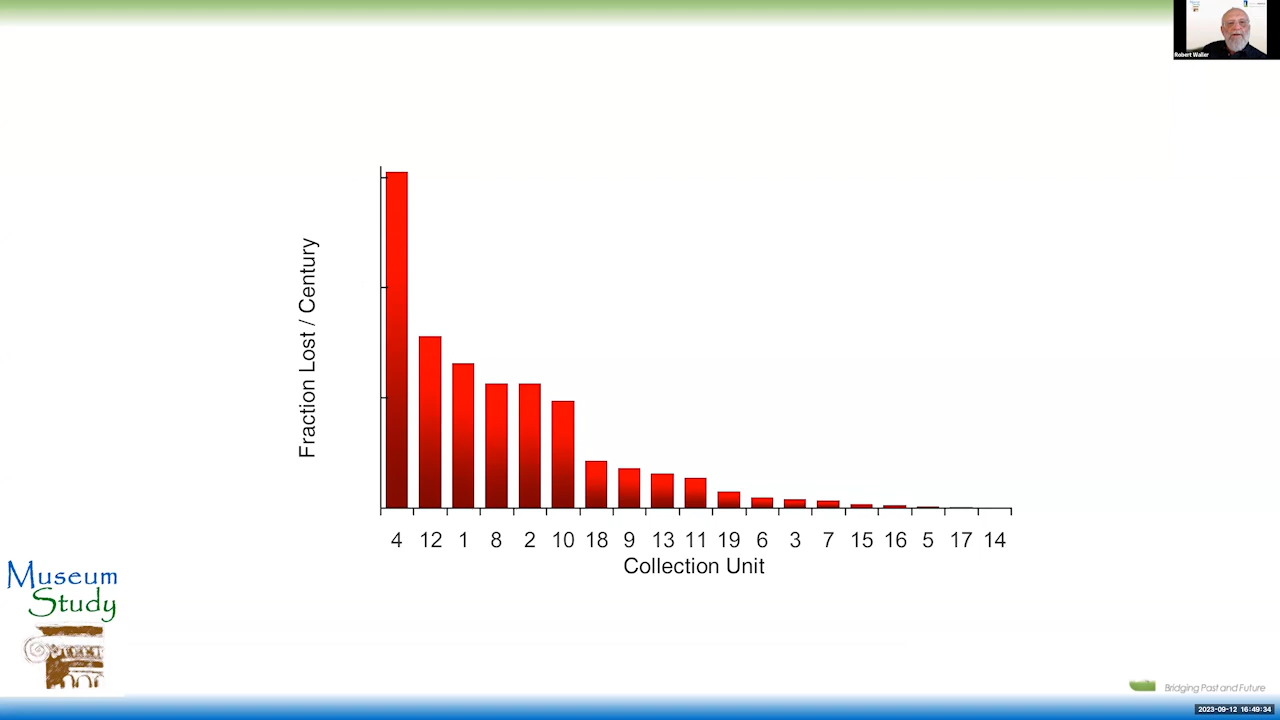 Robert Waller
Fraction Lost / Century
4 12 1 8 2 10 18 9 13 11 19 6 3 7 15 16 5 17 14
Collection Unit
Museum
Study
Bridging Past and Future
2023-09-12 16:49:34